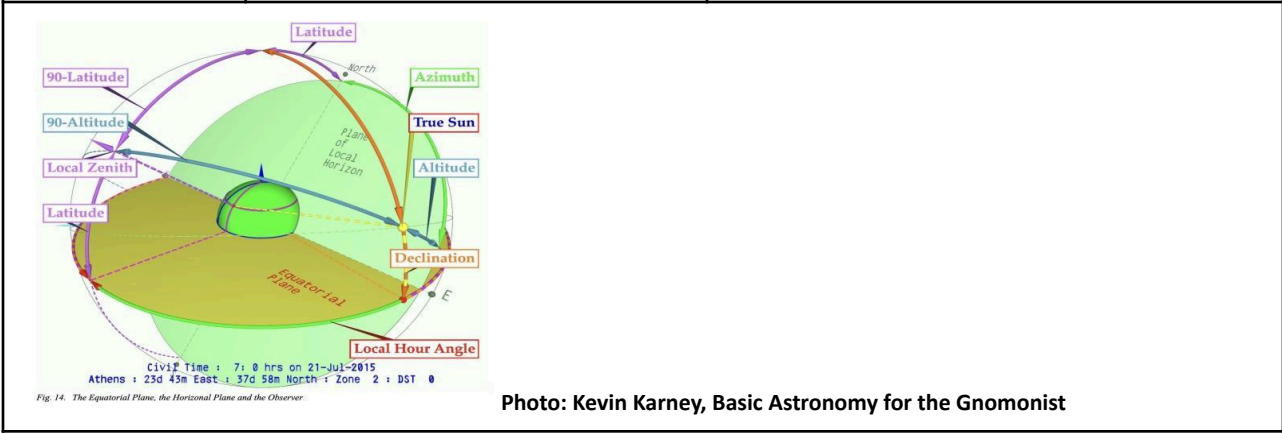 Latitude
North
90-Latitude
Azimuth
90-Altitude
True Sun
Plane
of
Local
Horizon
Local Zenith
Altitude
Latitude
Declination
Equatorial
Plane
E
Local Hour Angle
Civil Time : 7: 0 hrs on 21-Jul-2015
Athens : 23d 43m East : 37d 58m North : Zone 2 : DST 0
Fig. 14. The Equatorial Plane, the Horizonal Plane and the Observer
Photo: Kevin Karney, Basic Astronomy for the Gnomonist